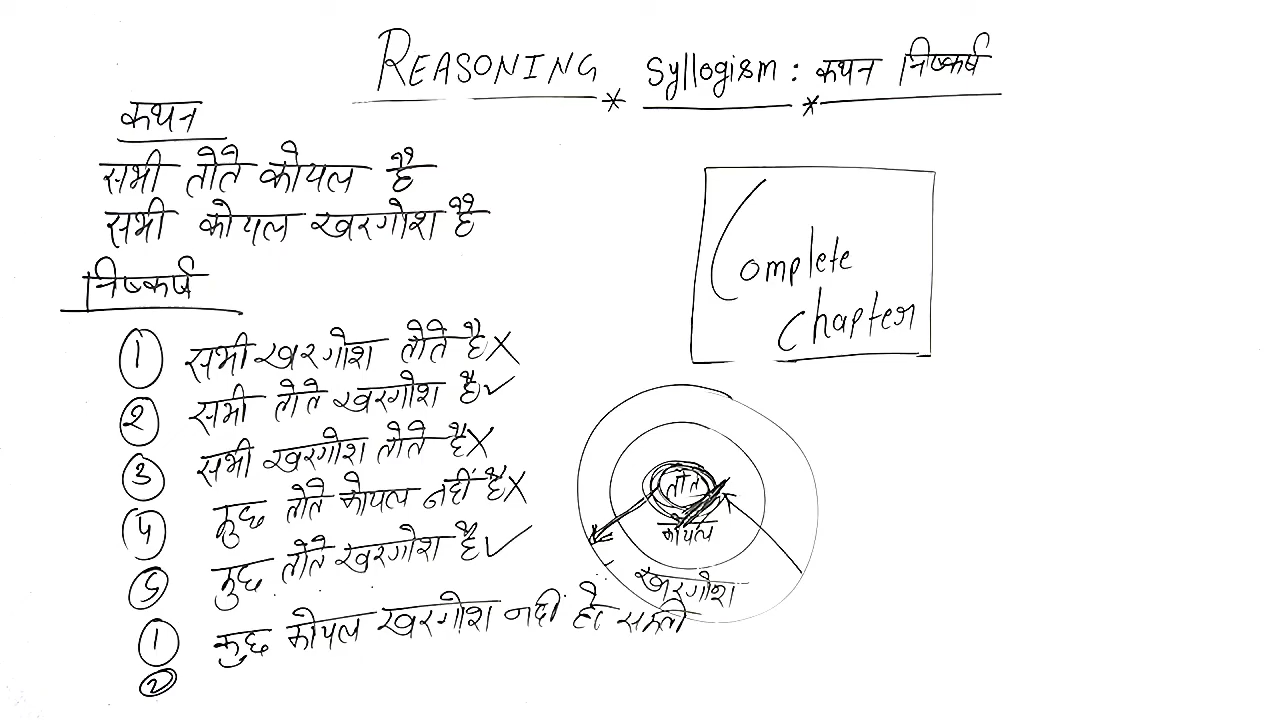 REASONING * Syllogism : * कथन निष्कर्ष
कथन
सभी तोते कोयल है
सभी कोयल खरगोश है
निष्कर्ष
1 सभी खरगोश तोते है X
2 सभी तोते खरगोश है ✓
3 सभी खरगोश तोते है X
4 कुछ तोते कोयल नहीं है X
5 कुछ तोते खरगोश है ✓
1 कुछ कोयल खरगोश नहीं हो सकती
2
Complete
Chapter
तोते
कोयल
खरगोश